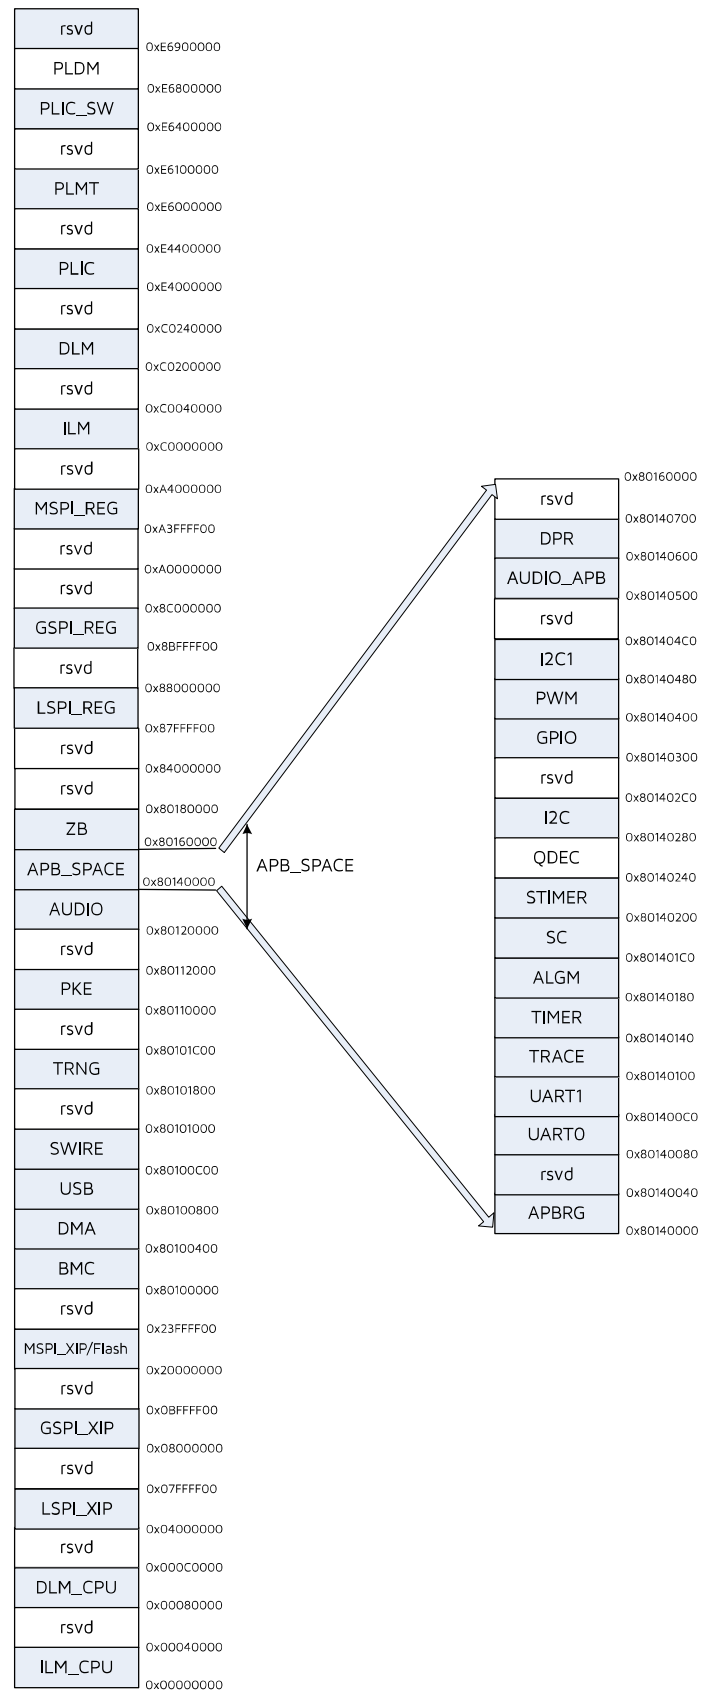 rsvd
0xE6900000
PLDM
0xE6800000
PLIC_SW
0xE6400000
rsvd
0xE6100000
PLMT
0xE6000000
rsvd
0xE4400000
PLIC
0xE4000000
rsvd
0xC0240000
DLM
0xC0200000
rsvd
0xC0040000
ILM
0xC0000000
rsvd
0xA4000000
MSPI_REG
0xA3FFFF00
rsvd
0xA0000000
rsvd
0x8C000000
GSPI_REG
0x8BFFFF00
rsvd
0x88000000
LSPI_REG
0x87FFFF00
rsvd
0x84000000
rsvd
0x80180000
ZB
0x80160000
APB_SPACE
0x80140000
AUDIO
0x80120000
rsvd
0x80112000
PKE
0x80110000
rsvd
0x80101C00
TRNG
0x80101800
rsvd
0x80101000
SWIRE
0x80100C00
USB
0x80100800
DMA
0x80100400
BMC
0x80100000
rsvd
0x23FFFF00
MSPI_XIP/Flash
0x20000000
rsvd
0x0BFFFF00
GSPI_XIP
0x08000000
rsvd
0x07FFFF00
LSPI_XIP
0x04000000
rsvd
0x000C0000
DLM_CPU
0x00080000
rsvd
0x00040000
ILM_CPU
0x00000000
APB_SPACE
0x80160000
rsvd
0x80140700
DPR
0x80140600
AUDIO_APB
0x80140500
rsvd
0x801404C0
I2C1
0x80140480
PWM
0x80140400
GPIO
0x80140300
rsvd
0x801402C0
I2C
0x80140280
QDEC
0x80140240
STIMER
0x80140200
SC
0x801401C0
ALGM
0x80140180
TIMER
0x80140140
TRACE
0x80140100
UART1
0x801400C0
UART0
0x80140080
rsvd
0x80140040
APBRG
0x80140000